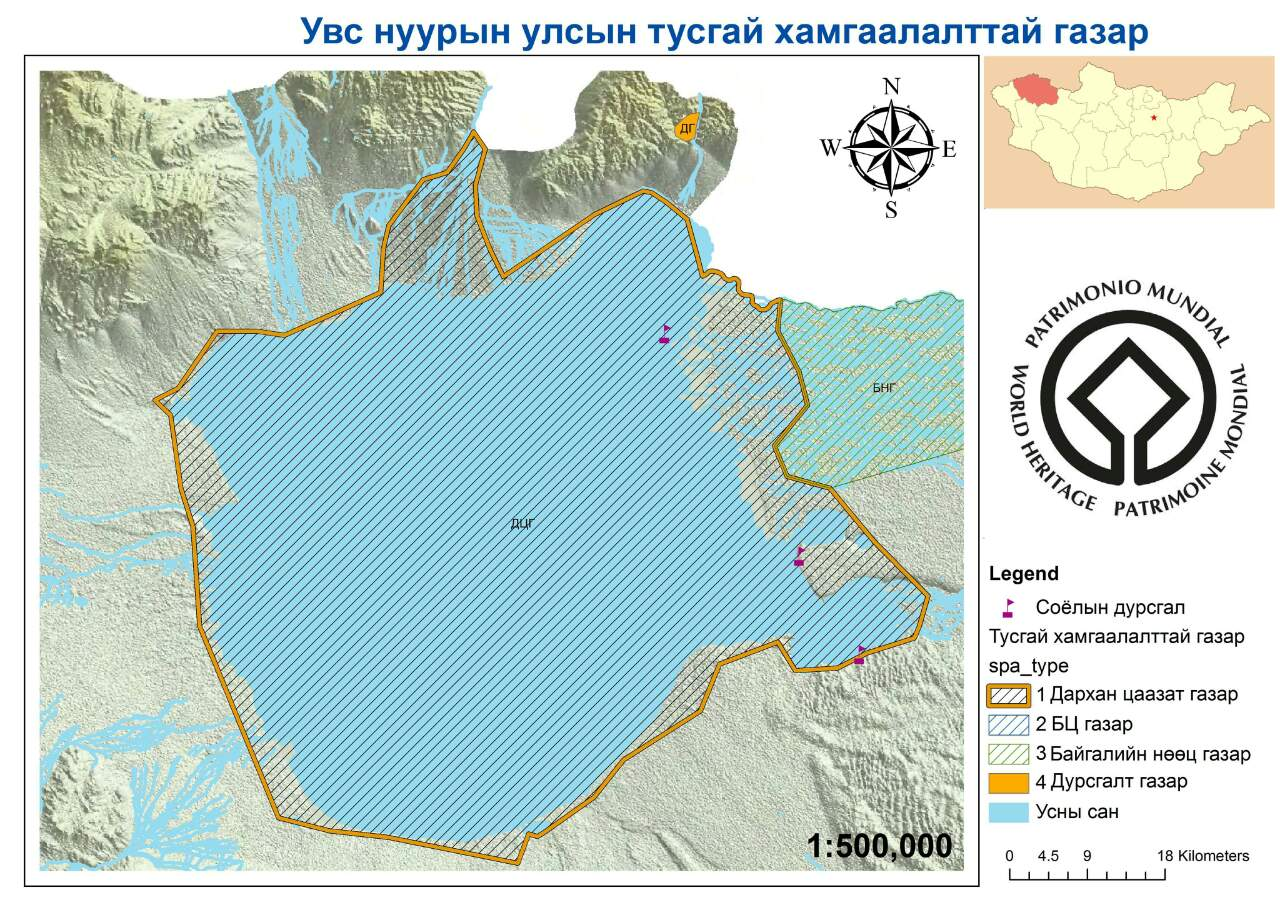 Увс нуурын улсын тусгай хамгаалалттай газар
N
W E
S
ДГ
БНГ
ДЦГ
1:500,000
PATRIMONIO MUNDIAL
WORLD HERITAGE
PATRIMOINE MONDIAL
Legend
Соёлын дурсгал
Тусгай хамгаалалттай газар
spa_type
1 Дархан цаазат газар
2 БЦ газар
3 Байгалийн нөөц газар
4 Дурсгалт газар
Усны сан
0 4.5 9 18 Kilometers